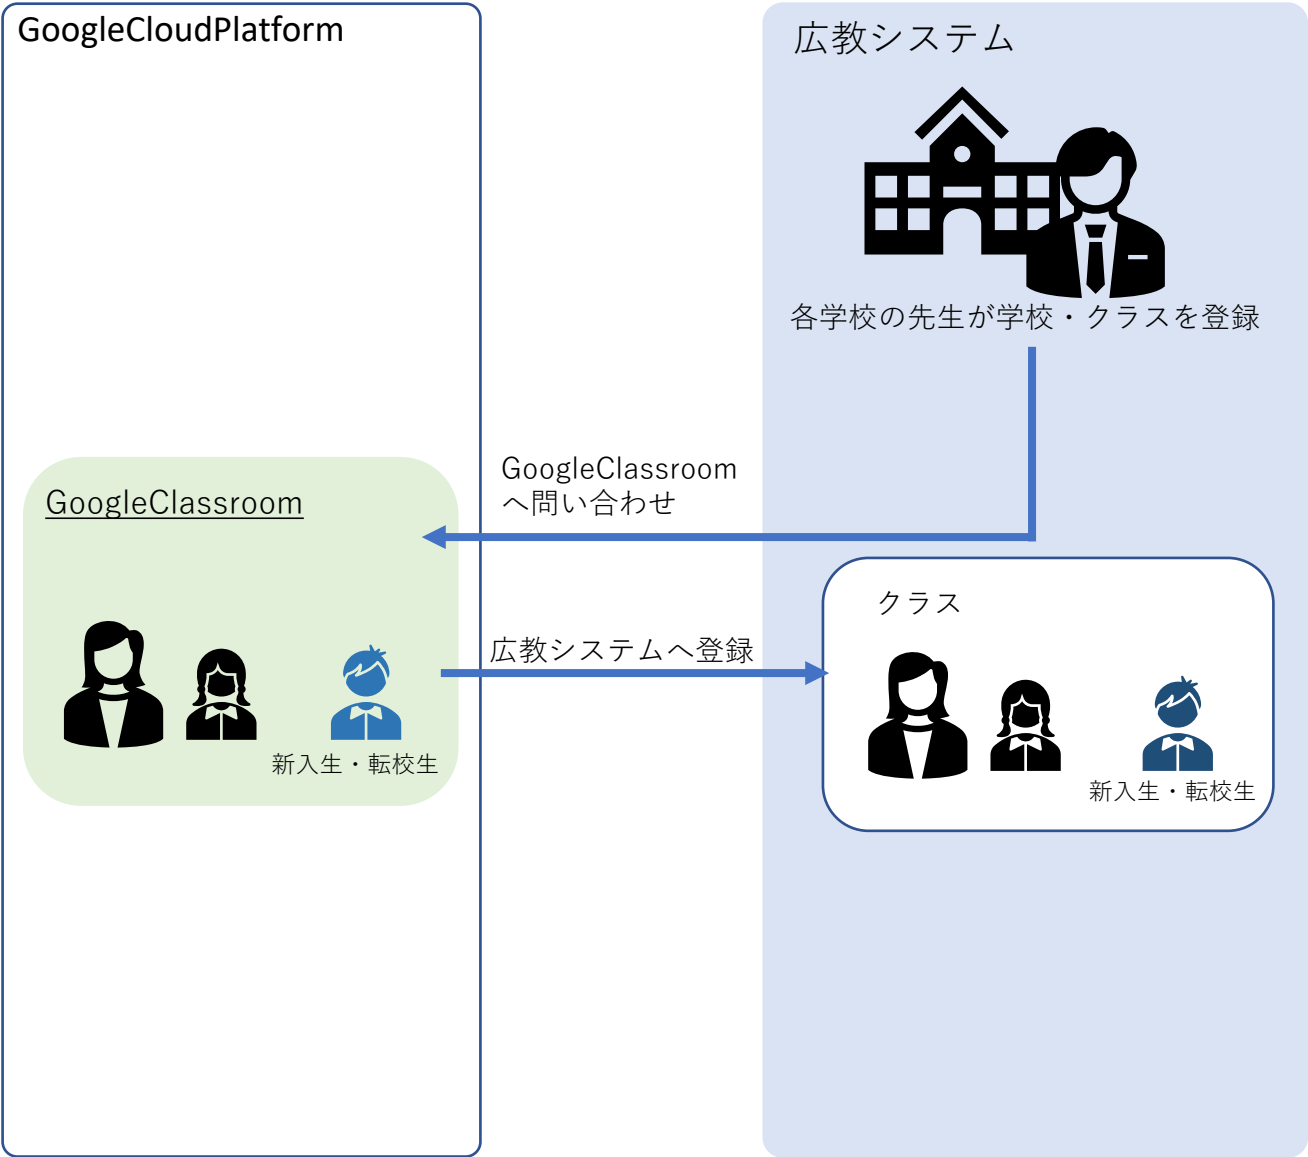 GoogleCloudPlatform
広教システム
各学校の先生が学校・クラスを登録
GoogleClassroom
へ問い合わせ
GoogleClassroom
広教システムへ登録
新入生・転校生
クラス
新入生・転校生